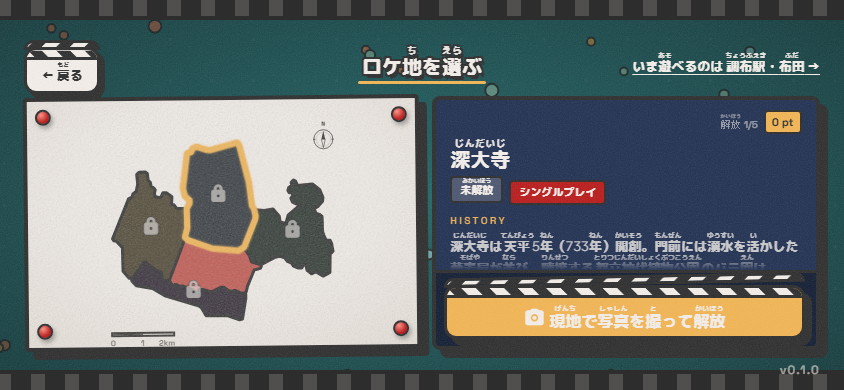 ← 戻る
ロケ地を選ぶ
いま遊べるのは 調布駅・布田 →
N
0 1 2km
解放 1/5
0 pt
深大寺
未解放
シングルプレイ
HISTORY
深大寺は天平5年（733年）開創。門前には湧水を活かした
現地で写真を撮って解放
v0.1.0